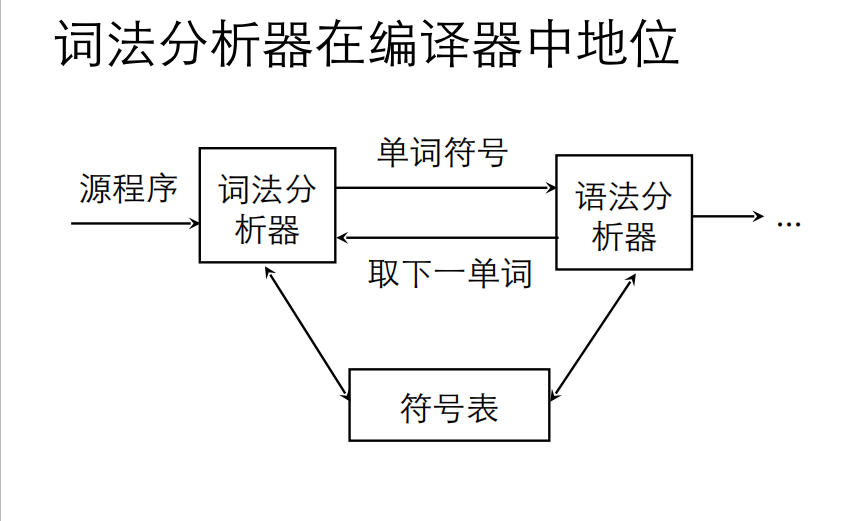 词法分析器在编译器中地位
单词符号
源程序
词法分
析器
语法分
析器
...
取下一单词
符号表